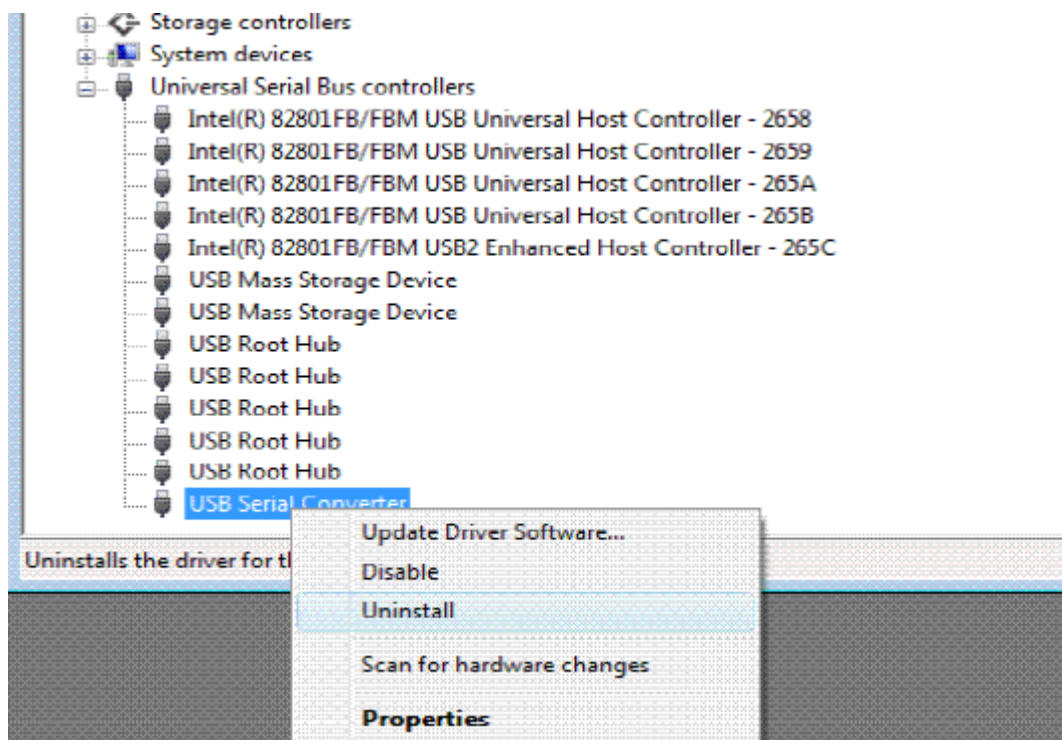 Storage controllers
System devices
Universal Serial Bus controllers
Intel(R) 82801FB/FBM USB Universal Host Controller - 2658
Intel(R) 82801FB/FBM USB Universal Host Controller - 2659
Intel(R) 82801FB/FBM USB Universal Host Controller - 265A
Intel(R) 82801FB/FBM USB Universal Host Controller - 265B
Intel(R) 82801FB/FBM USB2 Enhanced Host Controller - 265C
USB Mass Storage Device
USB Mass Storage Device
USB Root Hub
USB Root Hub
USB Root Hub
USB Root Hub
USB Root Hub
USB Serial Converter
Update Driver Software...
Uninstalls the driver for
Disable
Uninstall
Scan for hardware changes
Properties